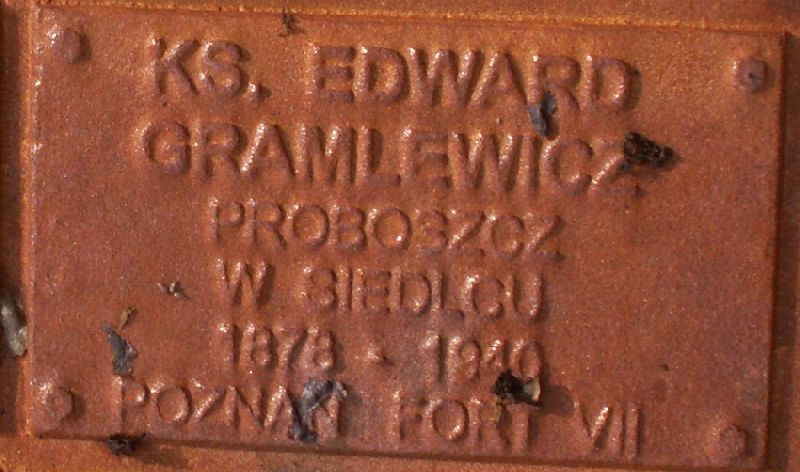 KS. EDWARD
GRAMLEWICZ
PROBOSZCZ
W SIEDLCU
1878 - 1940
POZNAŃ FORT VII